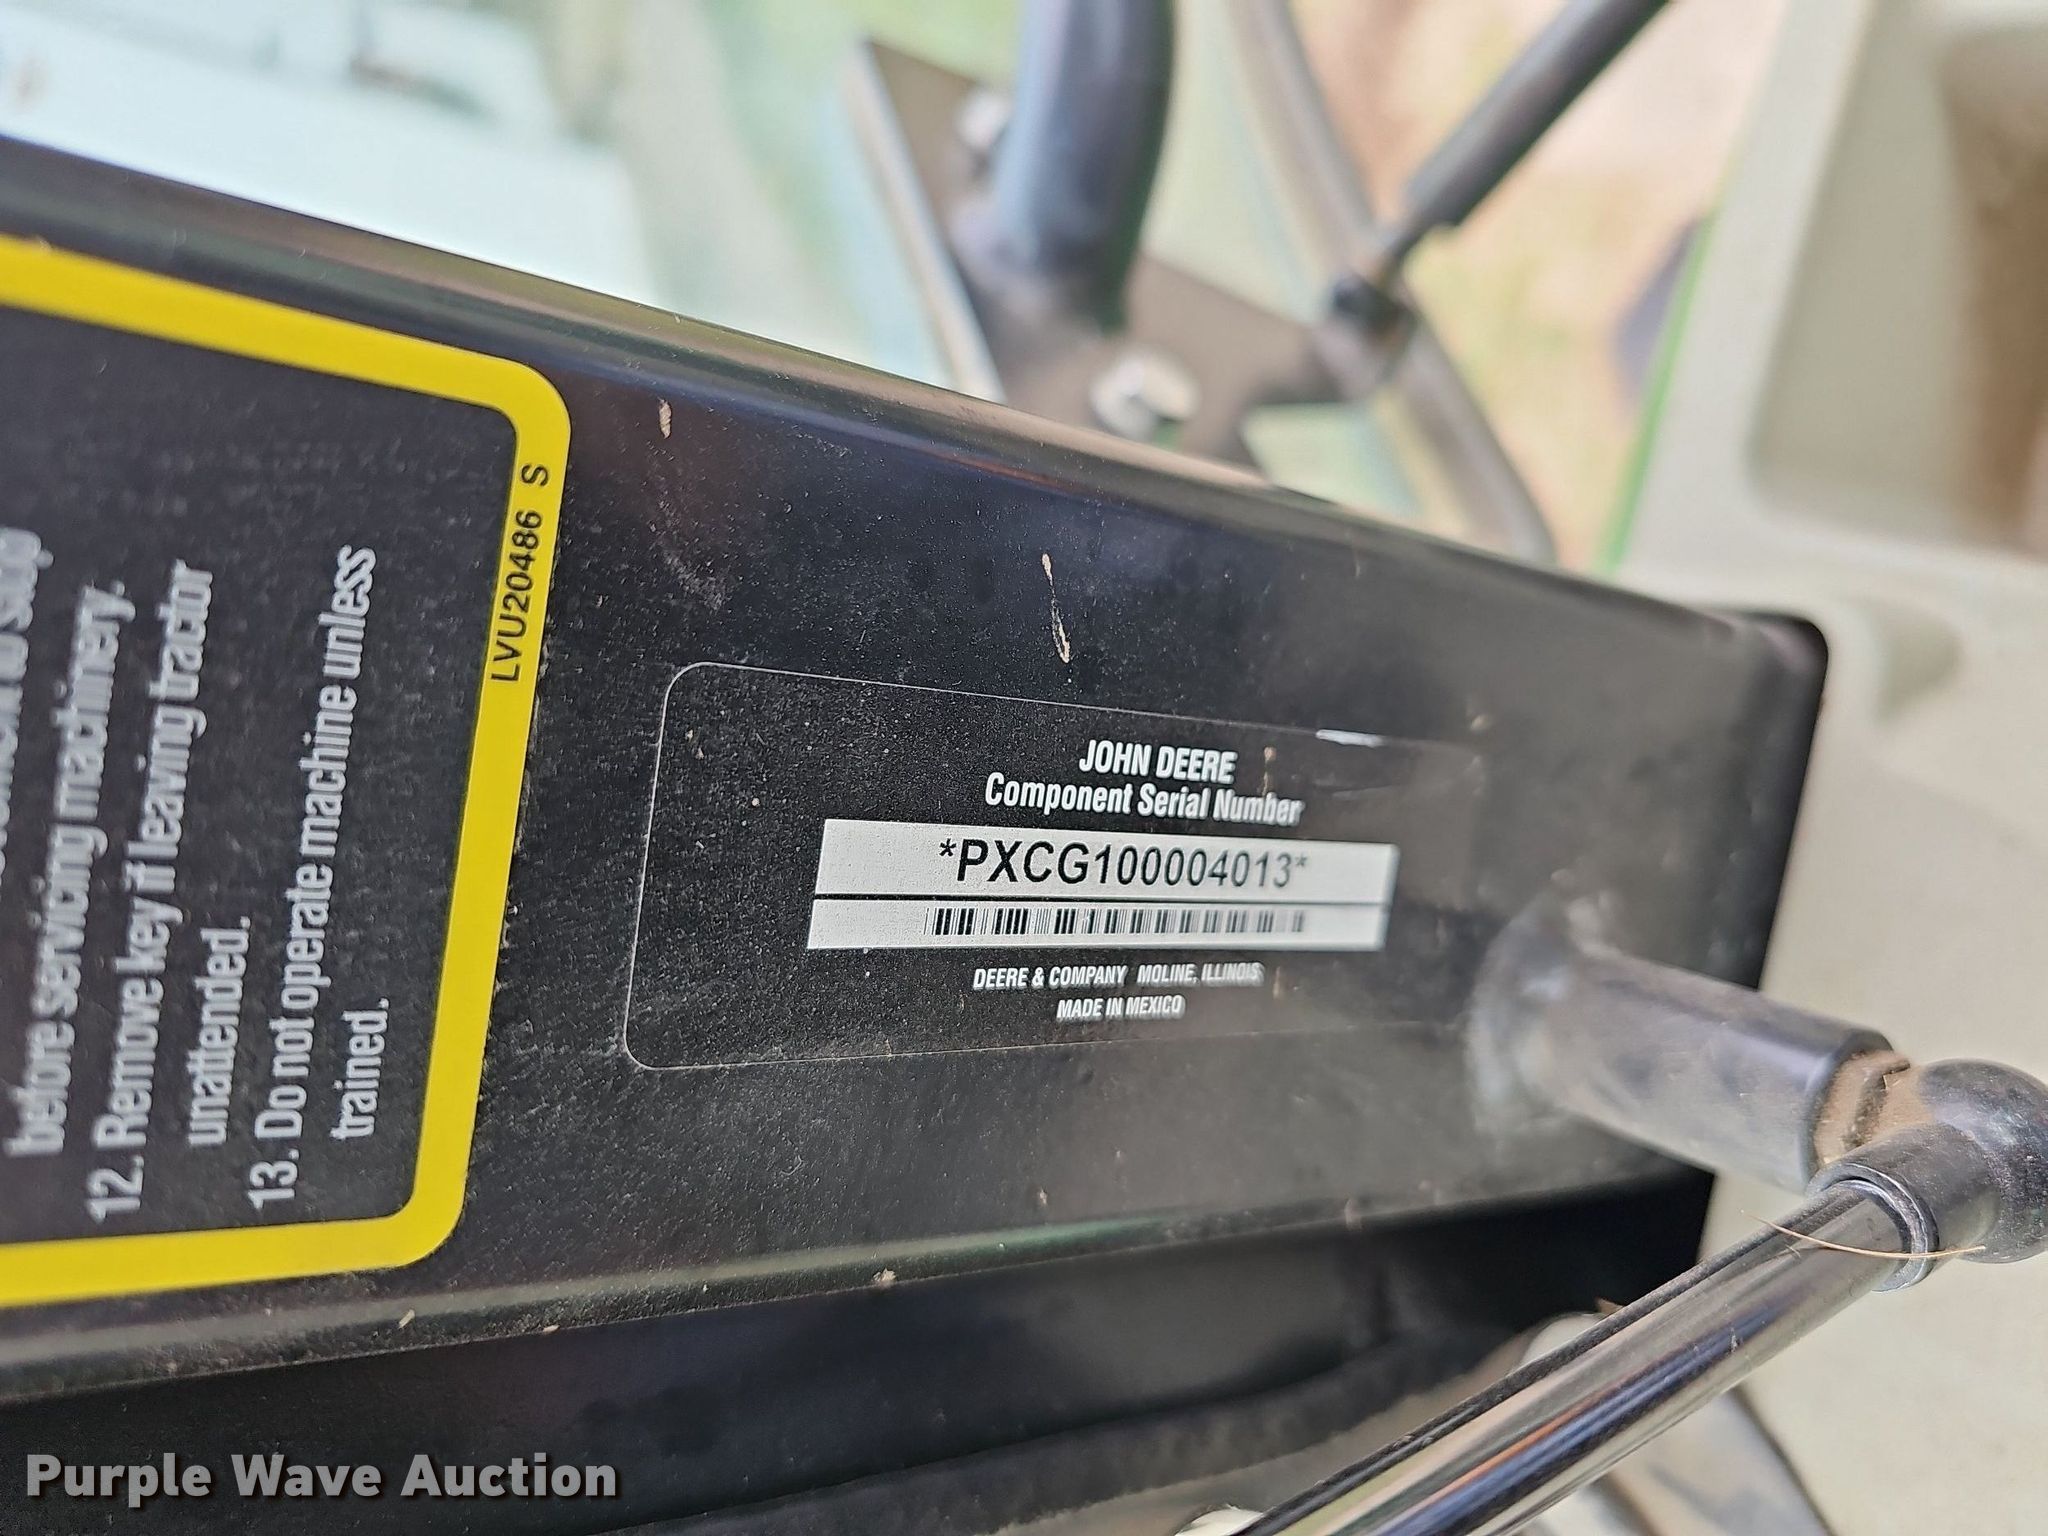 before servicing machinery.
12. Remove key if leaving tractor
unattended.
13. Do not operate machine unless
trained.
LVU20486 S
JOHN DEERE
Component Serial Number
*PXCG100004013*
DEERE & COMPANY MOLINE, ILLINOIS
MADE IN MEXICO
Purple Wave Auction